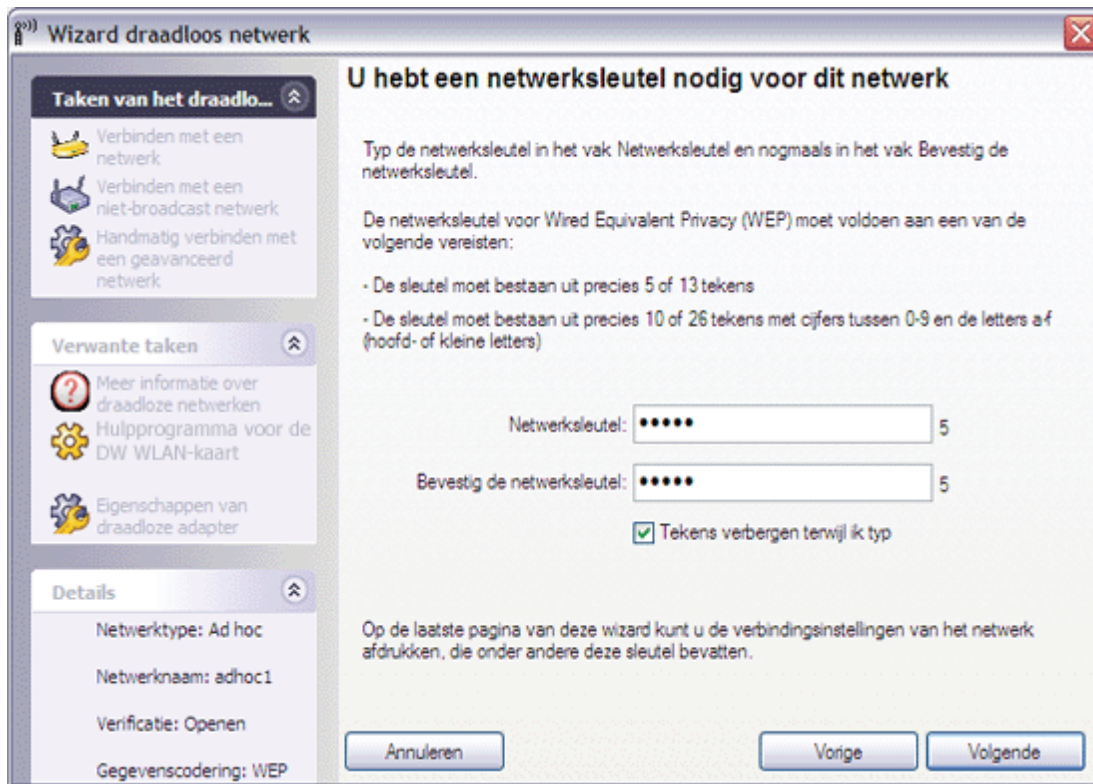 Wizard draadloos netwerk
Taken van het draadlo...
Verbinden met een
netwerk
Verbinden met een
niet-broadcast netwerk
Handmatig verbinden met
een geavanceerd
netwerk
Verwante taken
Meer informatie over
draadloze netwerken
Hulpprogramma voor de
DW WLAN-kaart
Eigenschappen van
draadloze adapter
Details
Netwerktype: Ad hoc
Netwerknaam: adhoc1
Verificatie: Openen
Gegevenscodering: WEP
U hebt een netwerksleutel nodig voor dit netwerk
Typ de netwerksleutel in het vak Netwerksleutel en nogmaals in het vak Bevestig de
netwerksleutel.
De netwerksleutel voor Wired Equivalent Privacy (WEP) moet voldoen aan een van de
volgende vereisten:
- De sleutel moet bestaan uit precies 5 of 13 tekens
- De sleutel moet bestaan uit precies 10 of 26 tekens met cijfers tussen 0-9 en de letters a-f
(hoofd- of kleine letters)
Netwerksleutel: ••••• 5
Bevestig de netwerksleutel: ••••• 5
Tekens verbergen terwijl ik typ
Op de laatste pagina van deze wizard kunt u de verbindingsinstellingen van het netwerk
afdrukken, die onder andere deze sleutel bevatten.
Annuleren
Vorige
Volgende